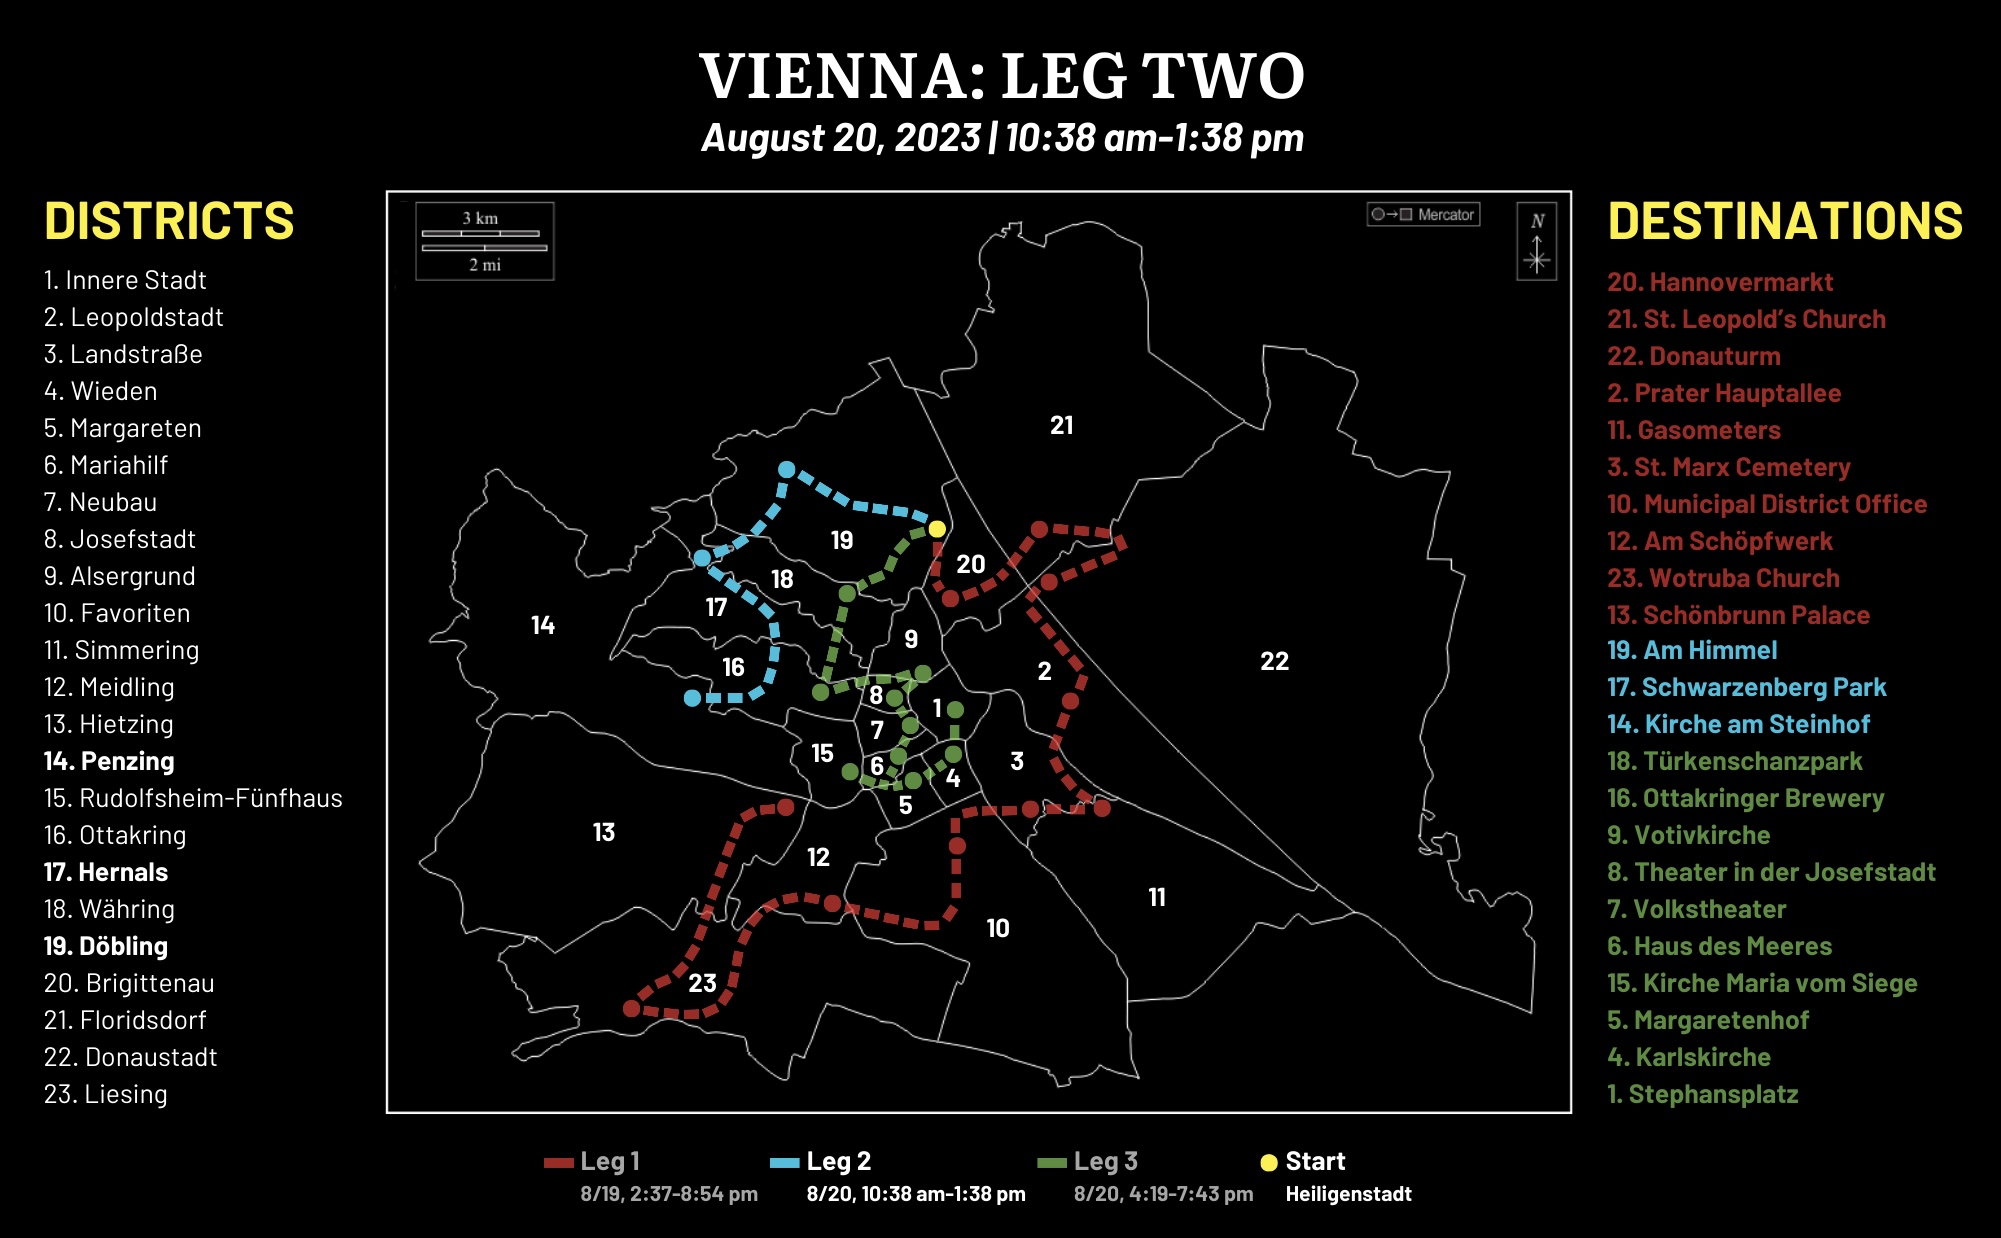 VIENNA: LEG TWO
August 20, 2023 | 10:38 am-1:38 pm
DISTRICTS
1. Innere Stadt
2. Leopoldstadt
3. Landstraße
4. Wieden
5. Margareten
6. Mariahilf
7. Neubau
8. Josefstadt
9. Alsergrund
10. Favoriten
11. Simmering
12. Meidling
13. Hietzing
14. Penzing
15. Rudolfsheim-Fünfhaus
16. Ottakring
17. Hernals
18. Währing
19. Döbling
20. Brigittenau
21. Floridsdorf
22. Donaustadt
23. Liesing
3 km
2 mi
Mercator
N
21
19
20
18
17
14
9
16
22
2
8
1
7
15
3
6
4
5
13
12
11
10
23
DESTINATIONS
20. Hannovermarkt
21. St. Leopold’s Church
22. Donauturm
2. Prater Hauptallee
11. Gasometers
3. St. Marx Cemetery
10. Municipal District Office
12. Am Schöpfwerk
23. Wotruba Church
13. Schönbrunn Palace
19. Am Himmel
17. Schwarzenberg Park
14. Kirche am Steinhof
18. Türkenschanzpark
16. Ottakringer Brewery
9. Votivkirche
8. Theater in der Josefstadt
7. Volkstheater
6. Haus des Meeres
15. Kirche Maria vom Siege
5. Margaretenhof
4. Karlskirche
1. Stephansplatz
Leg 1
8/19, 2:37-8:54 pm
Leg 2
8/20, 10:38 am-1:38 pm
Leg 3
8/20, 4:19-7:43 pm
Start
Heiligenstadt